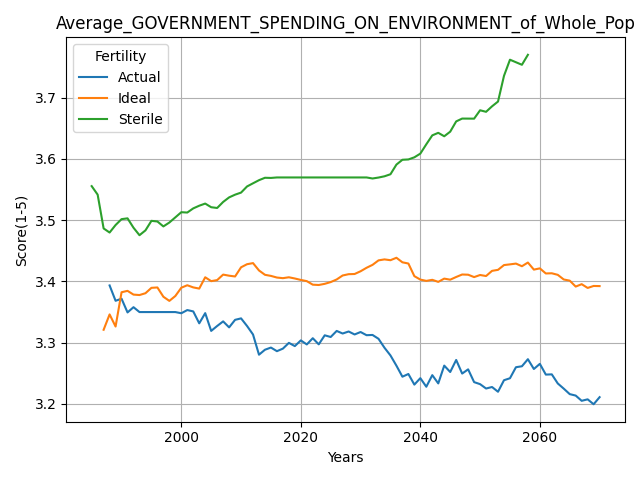 Average_GOVERNMENT_SPENDING_ON_ENVIRONMENT_of_Whole_Pop
Fertility
Actual
Ideal
Sterile
Score(1-5)
3.7
3.6
3.5
3.4
3.3
3.2
2000 2020 2040 2060
Years